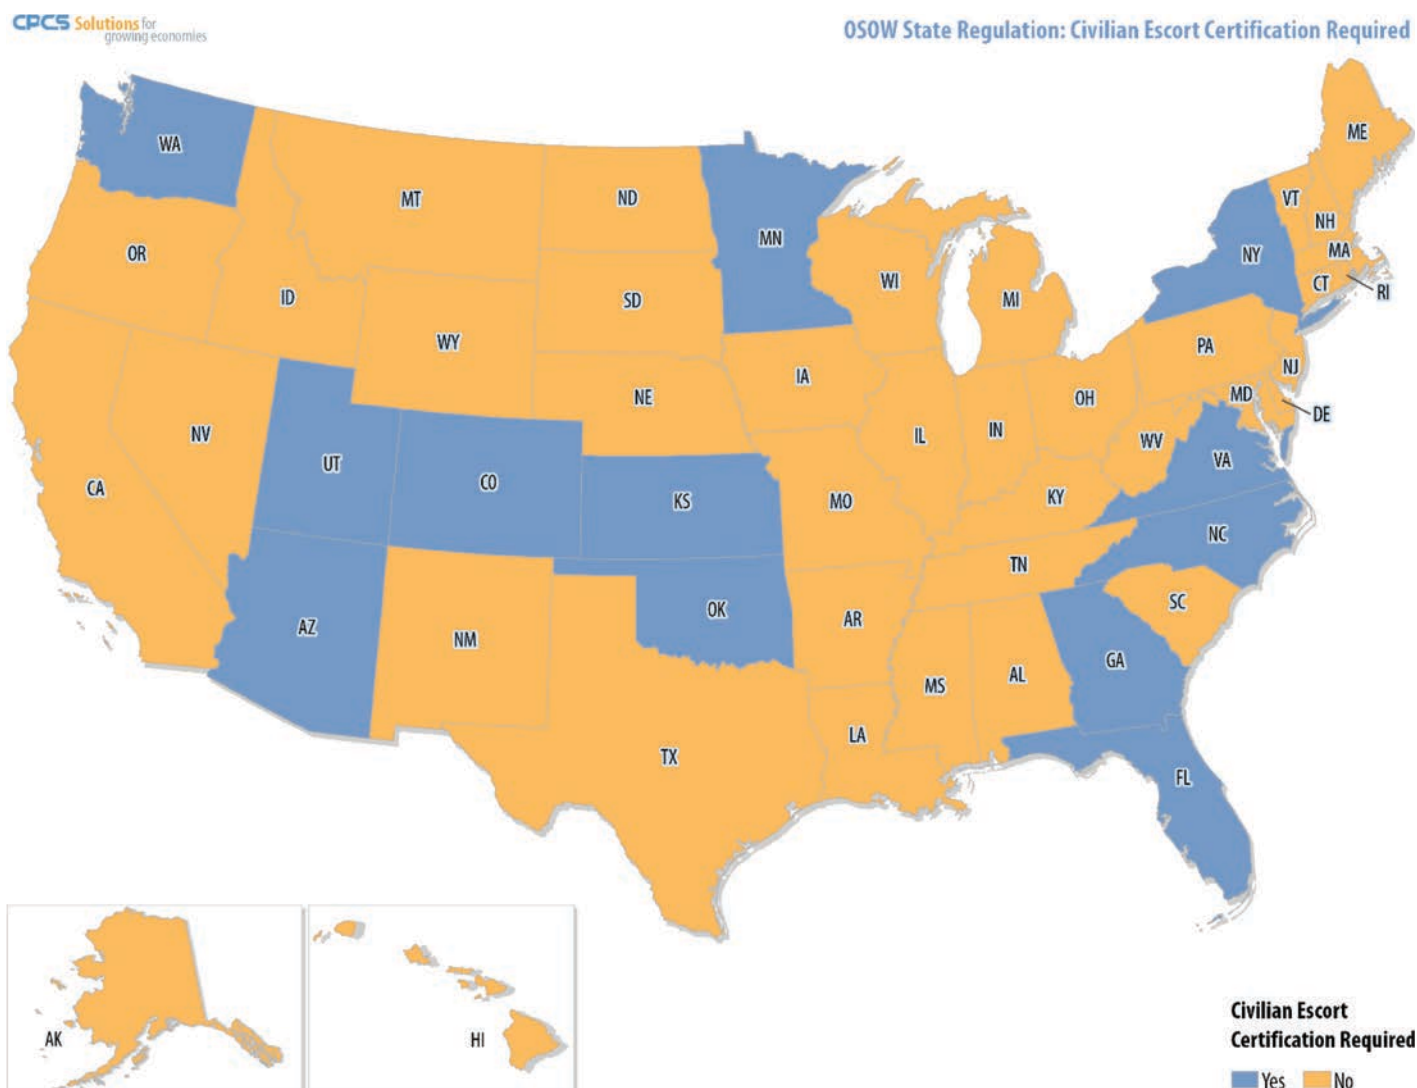 CPCS Solutions for
growing economies
OSOW State Regulation: Civilian Escort Certification Required
WA
MT
ND
MN
ME
OR
ID
SD
WI
MI
VT
NH
NY
MA
CT
RI
WY
IA
NE
PA
NJ
OH
MD
DE
NV
UT
CO
IL
IN
WV
VA
CA
KS
MO
KY
NC
TN
AZ
NM
OK
AR
SC
MS
AL
GA
TX
LA
FL
AK
HI
Civilian Escort
Certification Required
Yes No